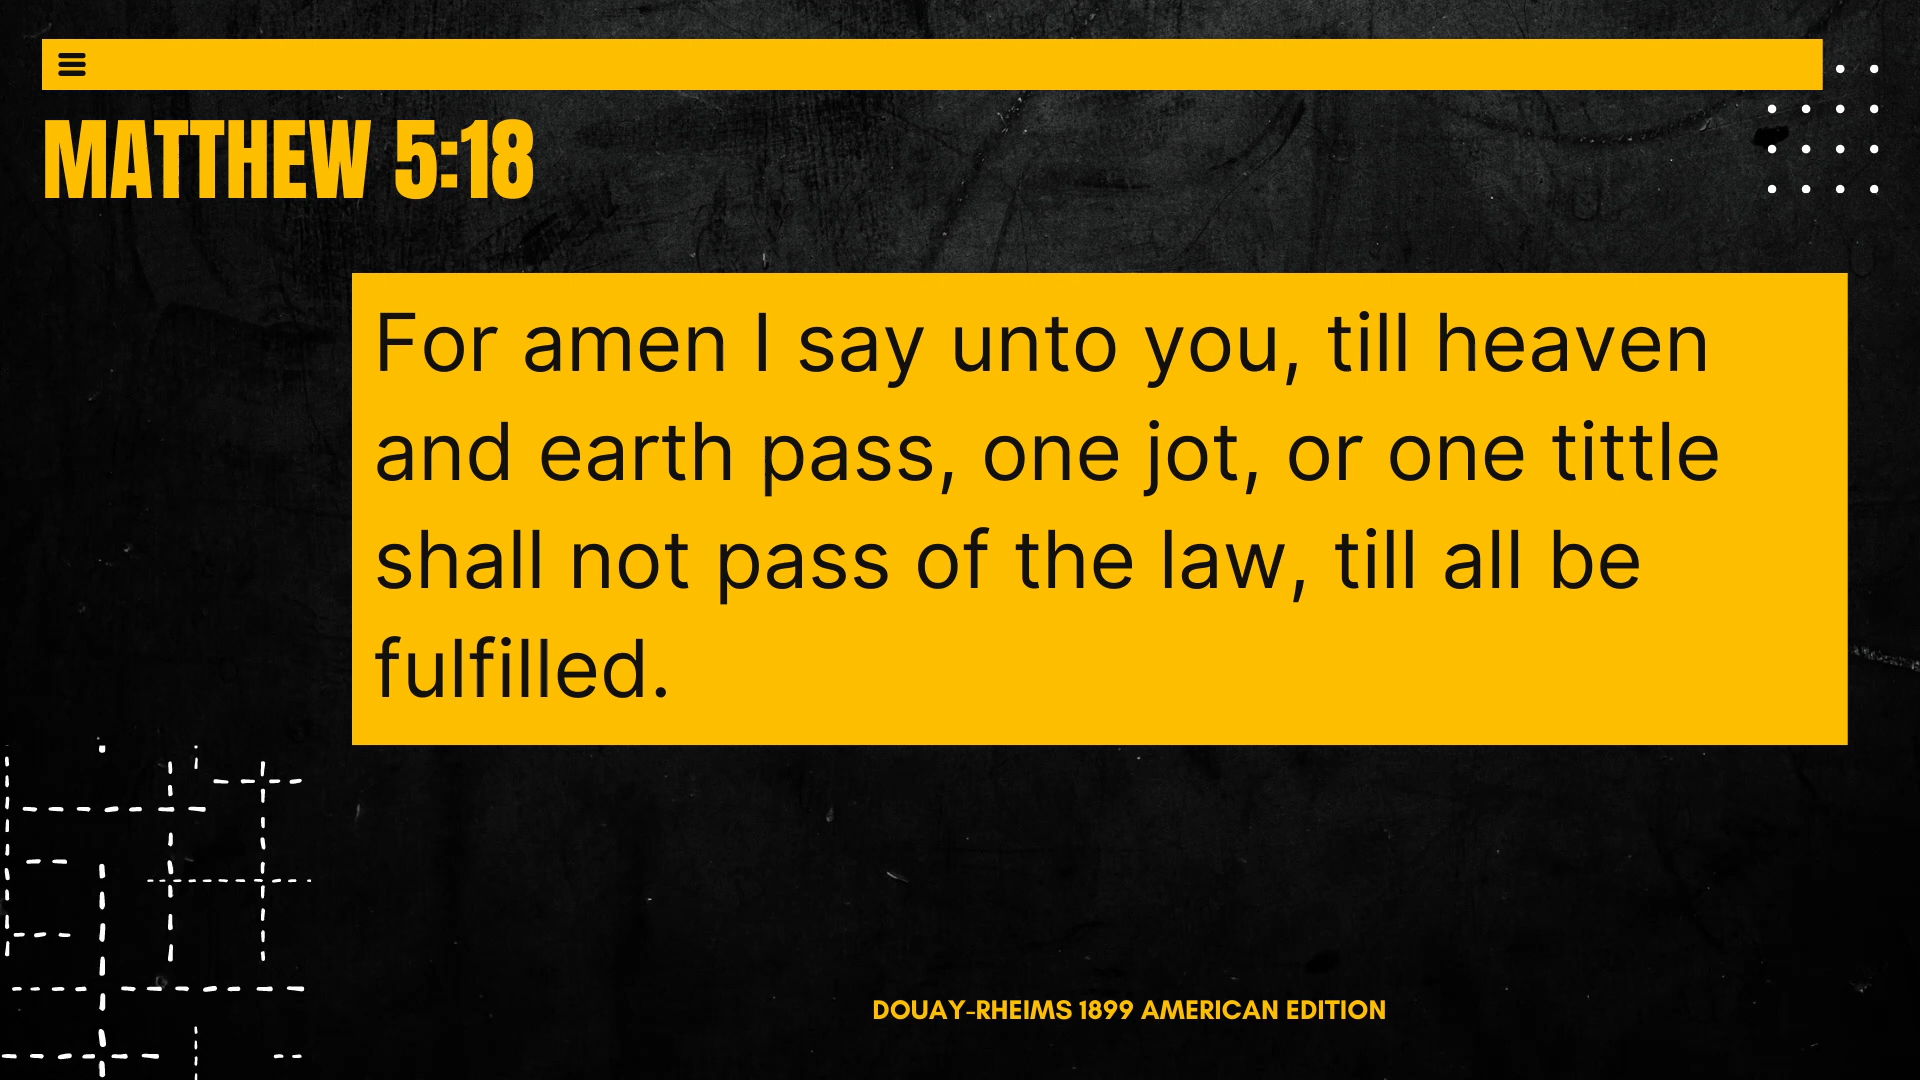 MATTHEW 5:18
For amen I say unto you, till heaven
and earth pass, one jot, or one tittle
shall not pass of the law, till all be
fulfilled.
DOUAY-RHEIMS 1899 AMERICAN EDITION